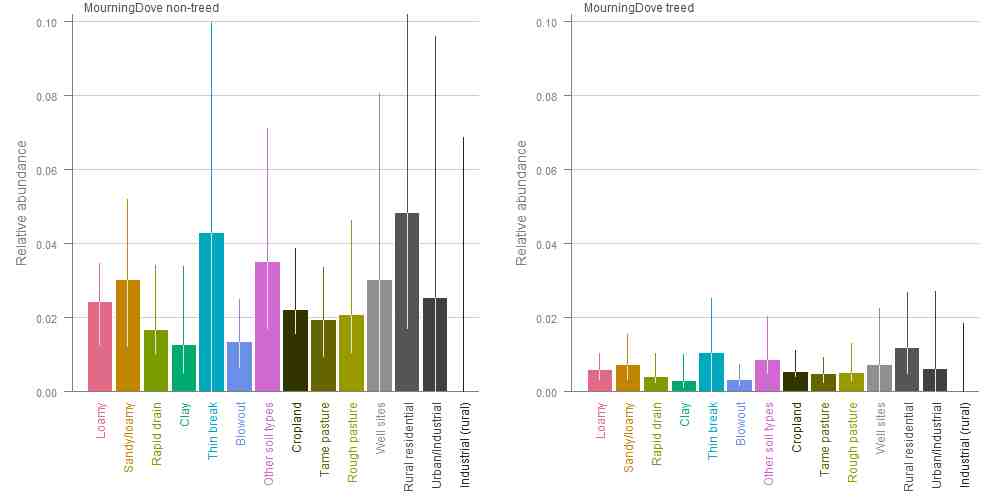 MourningDove non-treed
Relative abundance
0.10
0.08
0.06
0.04
0.02
0.00
Loamy
Sandy/loamy
Rapid drain
Clay
Thin break
Blowout
Other soil types
Cropland
Tame pasture
Rough pasture
Well sites
Rural residential
Urban/Industrial
Industrial (rural)
MourningDove treed
Relative abundance
0.10
0.08
0.06
0.04
0.02
0.00
Loamy
Sandy/loamy
Rapid drain
Clay
Thin break
Blowout
Other soil types
Cropland
Tame pasture
Rough pasture
Well sites
Rural residential
Urban/Industrial
Industrial (rural)